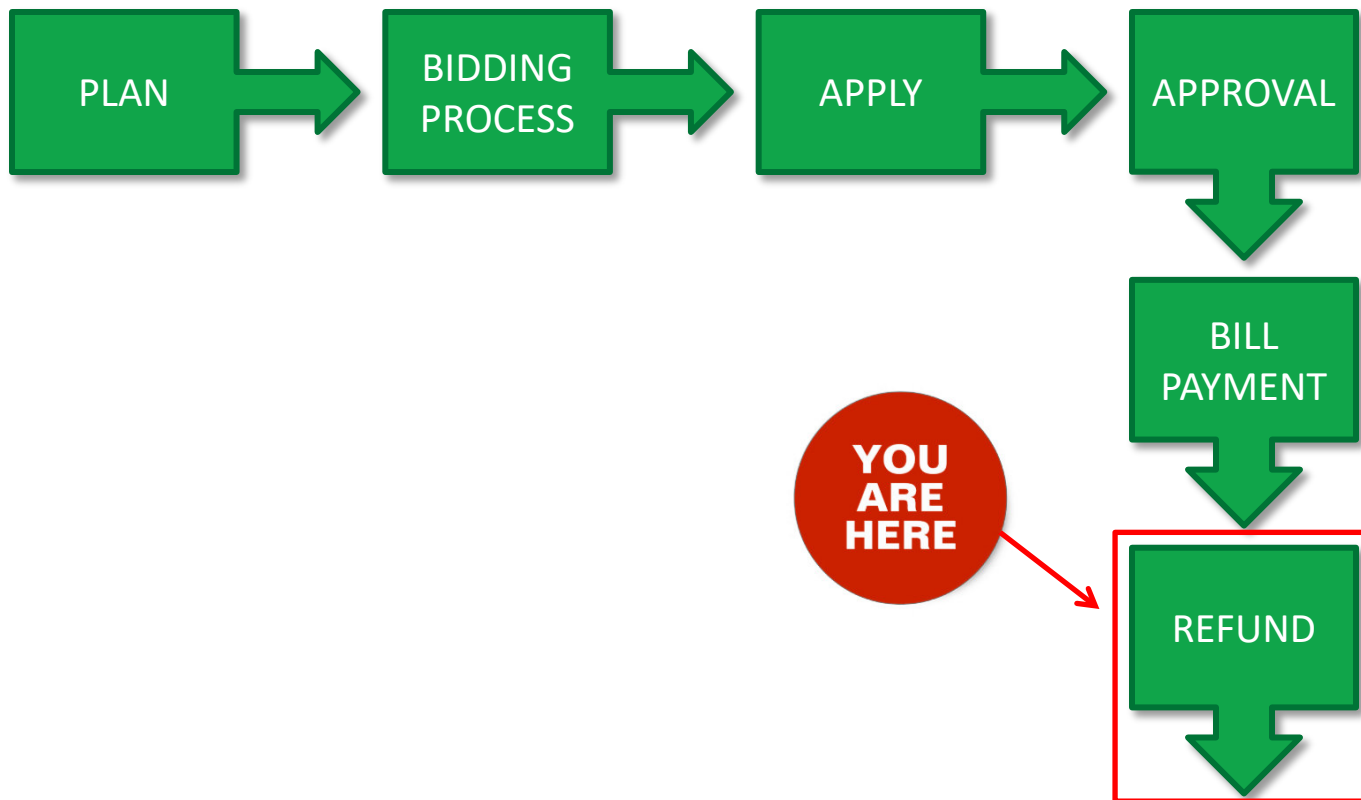 PLAN
BIDDING
PROCESS
APPLY
APPROVAL
BILL
PAYMENT
YOU
ARE
HERE
REFUND